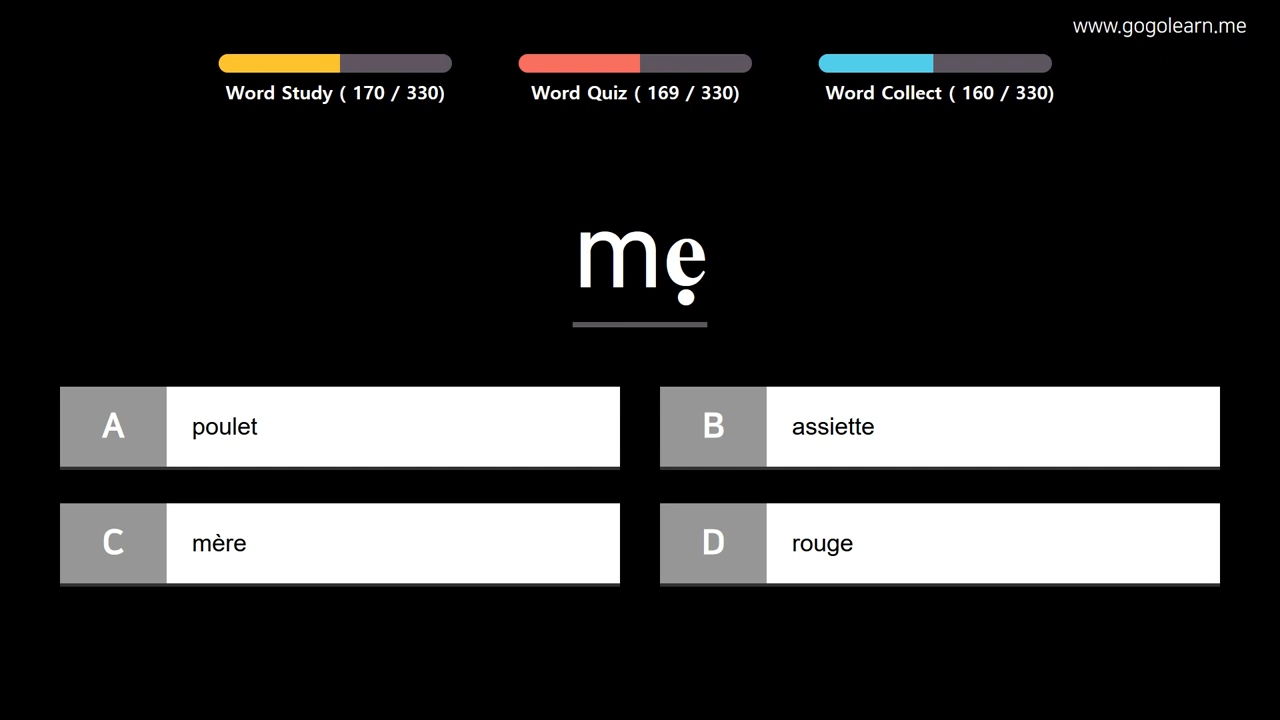 www.gogolearn.me
Word Study ( 170 / 330)
Word Quiz ( 169 / 330)
Word Collect ( 160 / 330)
mẹ
A poulet
B assiette
C mère
D rouge